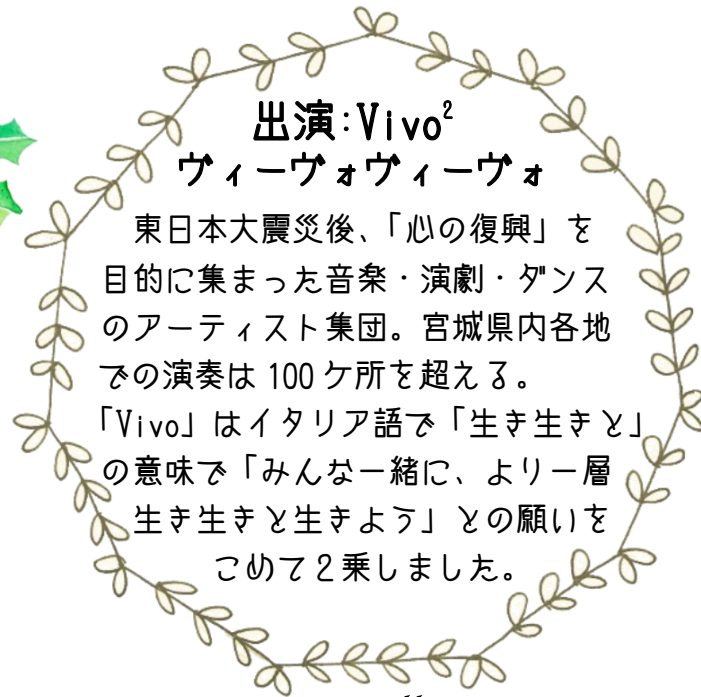 出演:Vivo²
ヴィーヴォヴィーヴォ
東日本大震災後、「心の復興」を
目的に集まった音楽・演劇・ダンス
のアーティスト集団。宮城県内各地
での演奏は100ケ所を超える。
「Vivo」はイタリア語で「生き生きと」
の意味で「みんな一緒に、より一層
生き生きと生きよう」との願いを
こめて2乗しました。